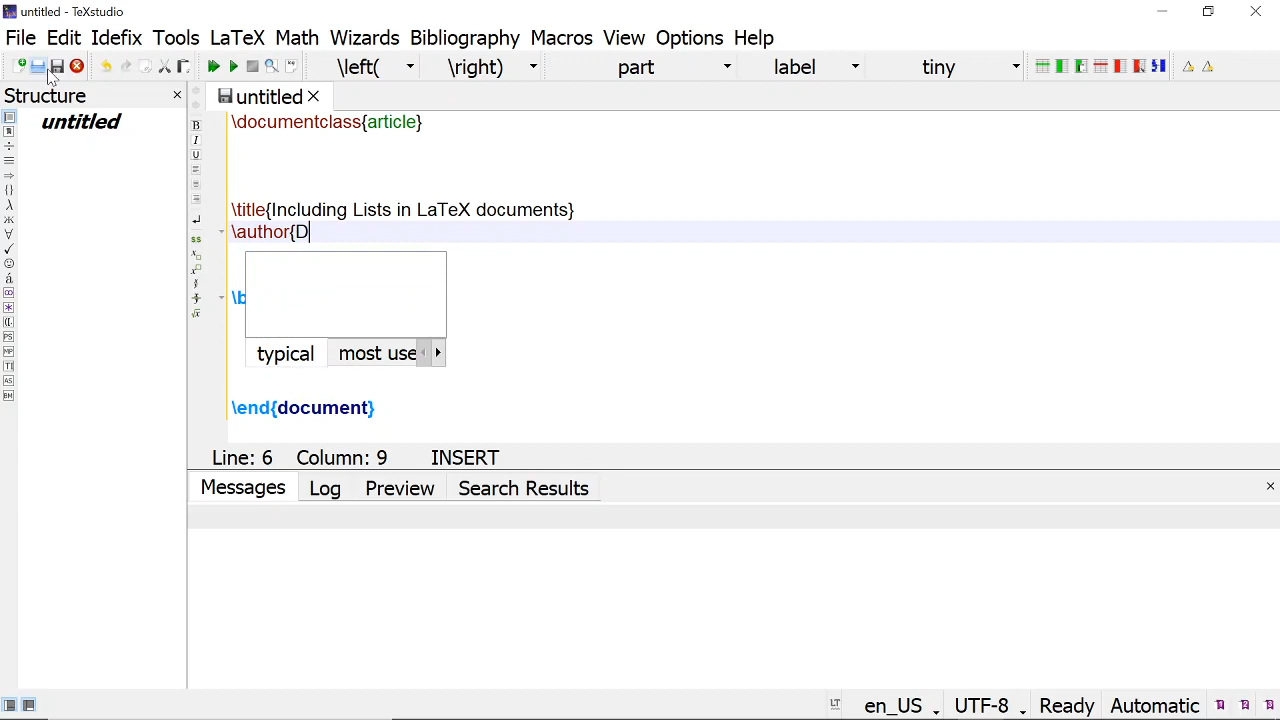 untitled - TeXstudio
File Edit Idefix Tools LaTeX Math Wizards Bibliography Macros View Options Help
\left( \right) part label tiny
Structure
untitled
untitled
\documentclass{article}
\title{Including Lists in LaTeX documents}
\author{D
\b
typical most use
\end{document}
Line: 6 Column: 9 INSERT
Messages Log Preview Search Results
en_US UTF-8 Ready Automatic